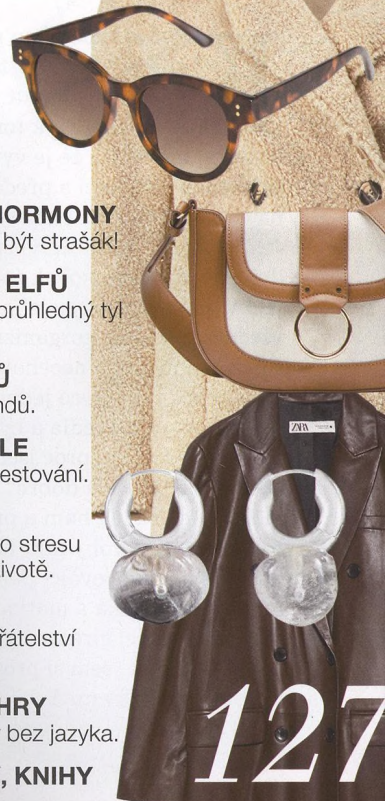 HORMONY
být strašák!
ELFŮ
průhledný tyl
Ů
ndů.
LE
estování.
o stresu
ivotě.
řátelství
HRY
bez jazyka.
, KNIHY
ZARA
127